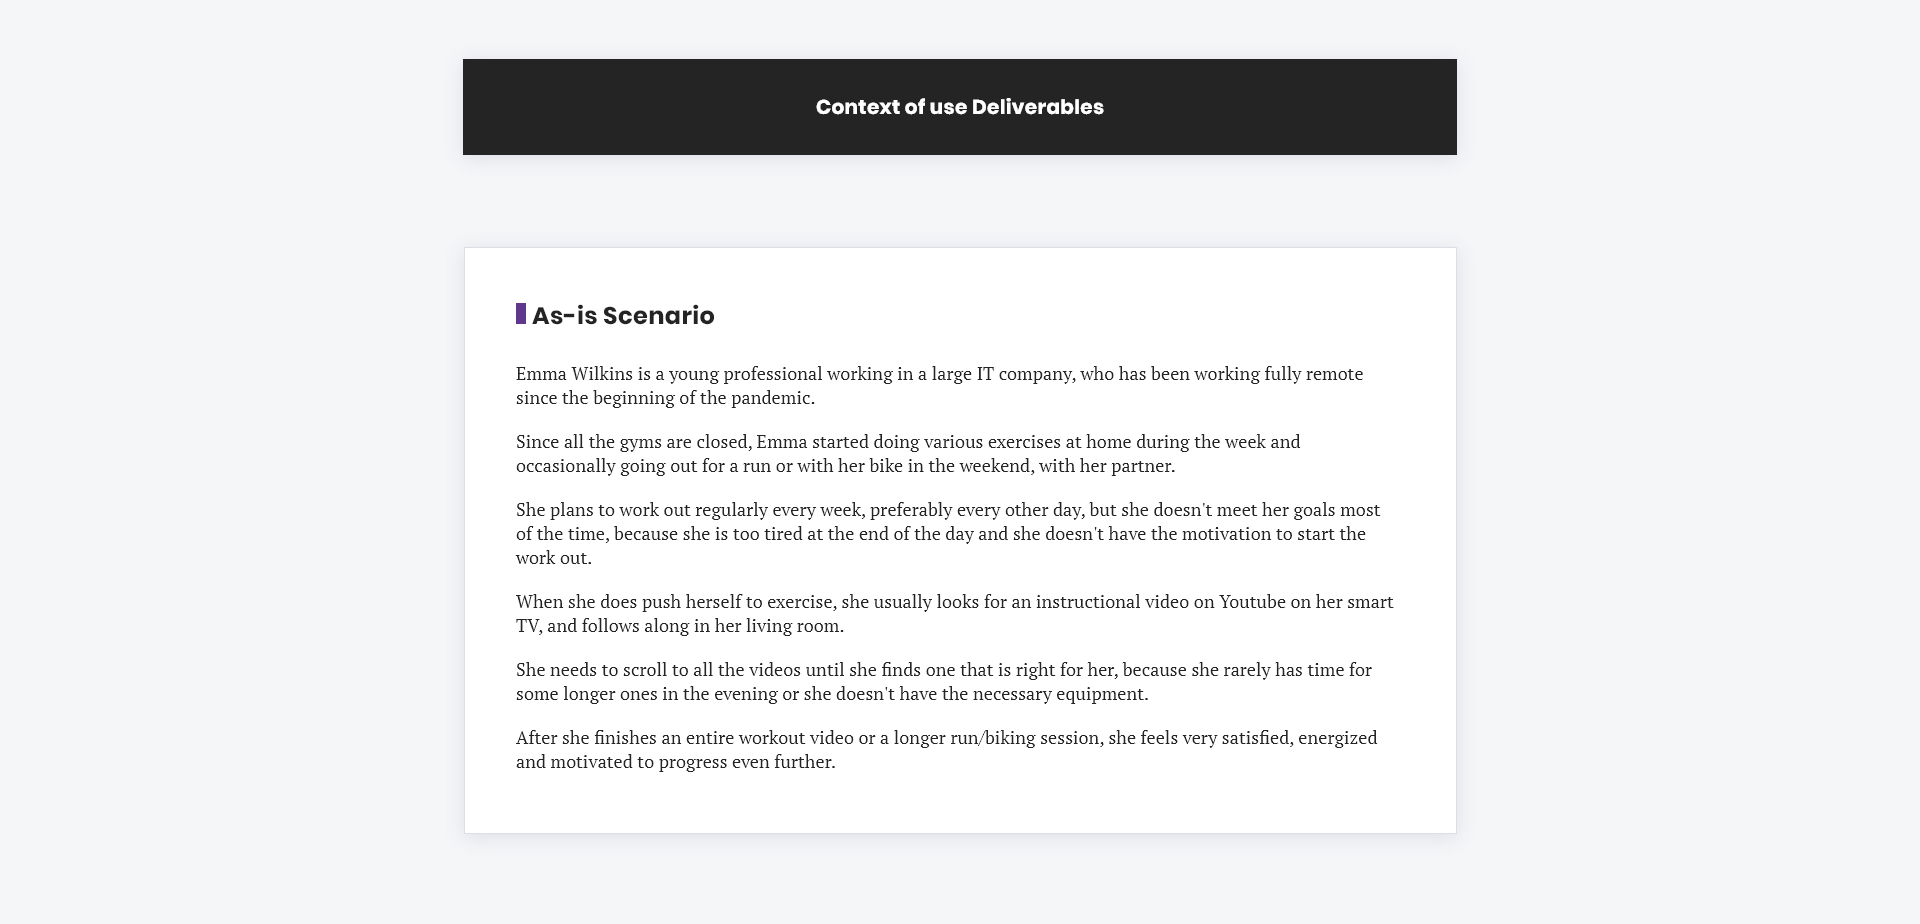 Context of use Deliverables
As-is Scenario
Emma Wilkins is a young professional working in a large IT company, who has been working fully remote
since the beginning of the pandemic.
Since all the gyms are closed, Emma started doing various exercises at home during the week and
occasionally going out for a run or with her bike in the weekend, with her partner.
She plans to work out regularly every week, preferably every other day, but she doesn't meet her goals most
of the time, because she is too tired at the end of the day and she doesn't have the motivation to start the
work out.
When she does push herself to exercise, she usually looks for an instructional video on Youtube on her smart
TV, and follows along in her living room.
She needs to scroll to all the videos until she finds one that is right for her, because she rarely has time for
some longer ones in the evening or she doesn't have the necessary equipment.
After she finishes an entire workout video or a longer run/biking session, she feels very satisfied, energized
and motivated to progress even further.